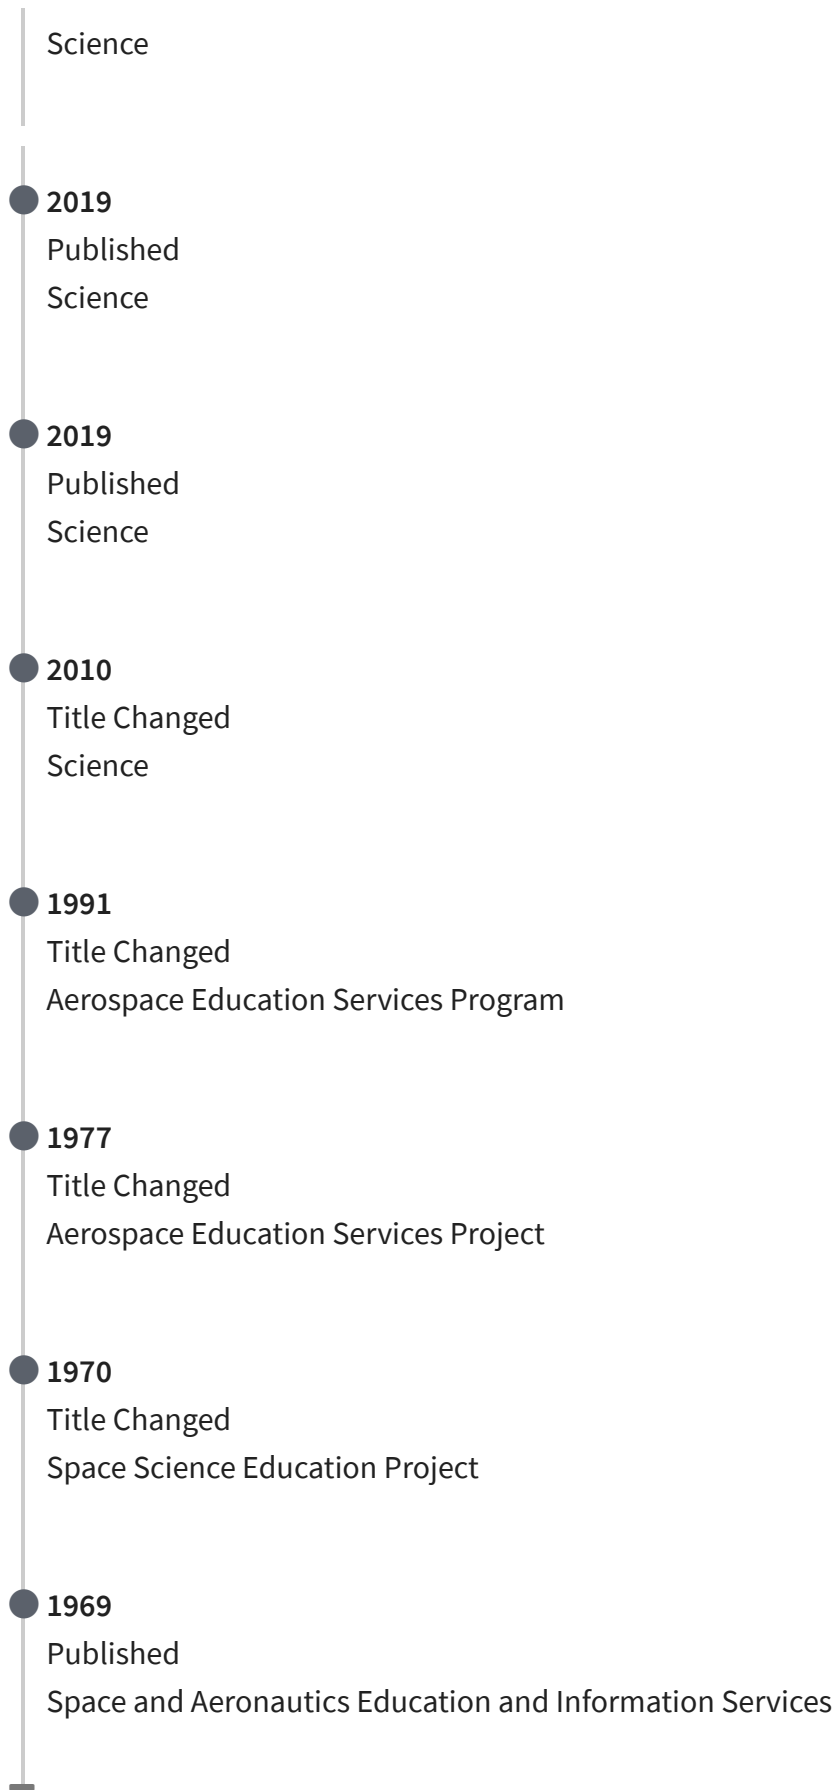 Science
2019
Published
Science
2019
Published
Science
2010
Title Changed
Science
1991
Title Changed
Aerospace Education Services Program
1977
Title Changed
Aerospace Education Services Project
1970
Title Changed
Space Science Education Project
1969
Published
Space and Aeronautics Education and Information Services